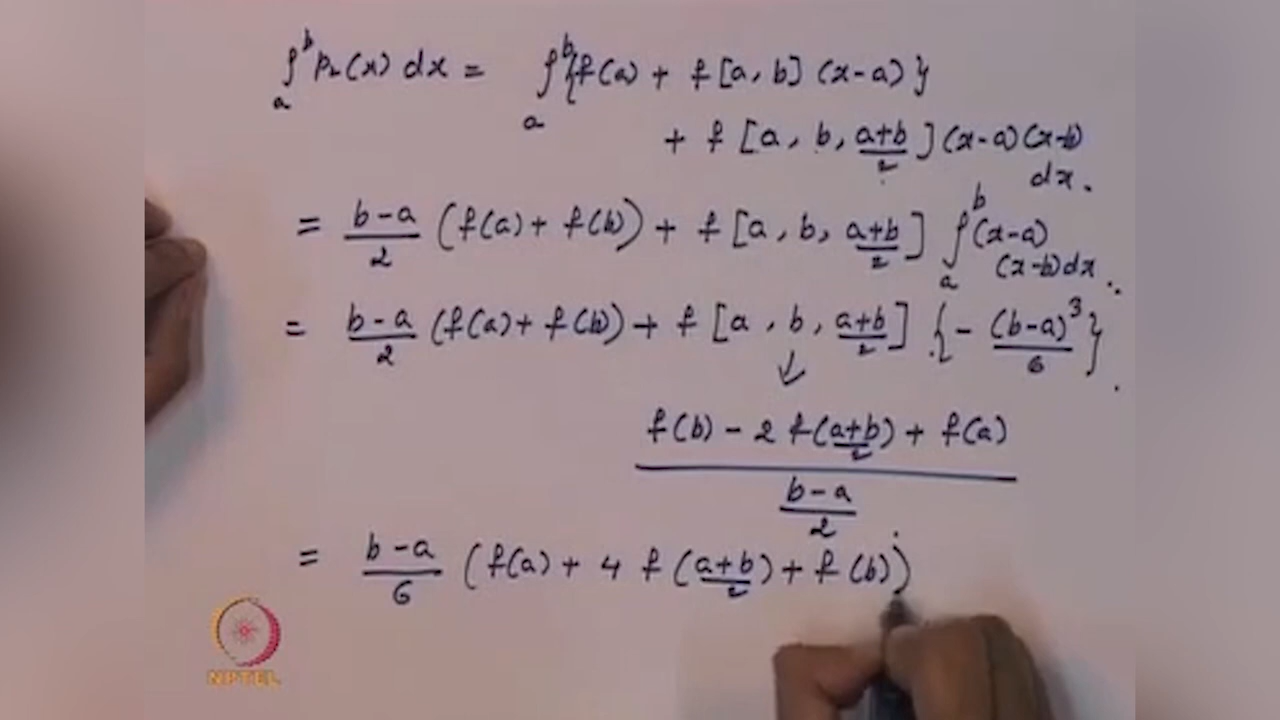 ∫_a^b p₂(x) dx = ∫_a^b {f(a) + f[a, b] (x-a)}
+ f [a, b, (a+b)/2] (x-a) (x-b)
dx.
= (b-a)/2 (f(a) + f(b)) + f [a, b, (a+b)/2] ∫_a^b (x-a)
(x-b) dx.
= (b-a)/2 (f(a) + f(b)) + f [a, b, (a+b)/2] {- (b-a)³/6}.
↓
f(b) - 2 f((a+b)/2) + f(a)
(b-a)/2
= (b-a)/6 (f(a) + 4 f((a+b)/2) + f(b))
NPTEL